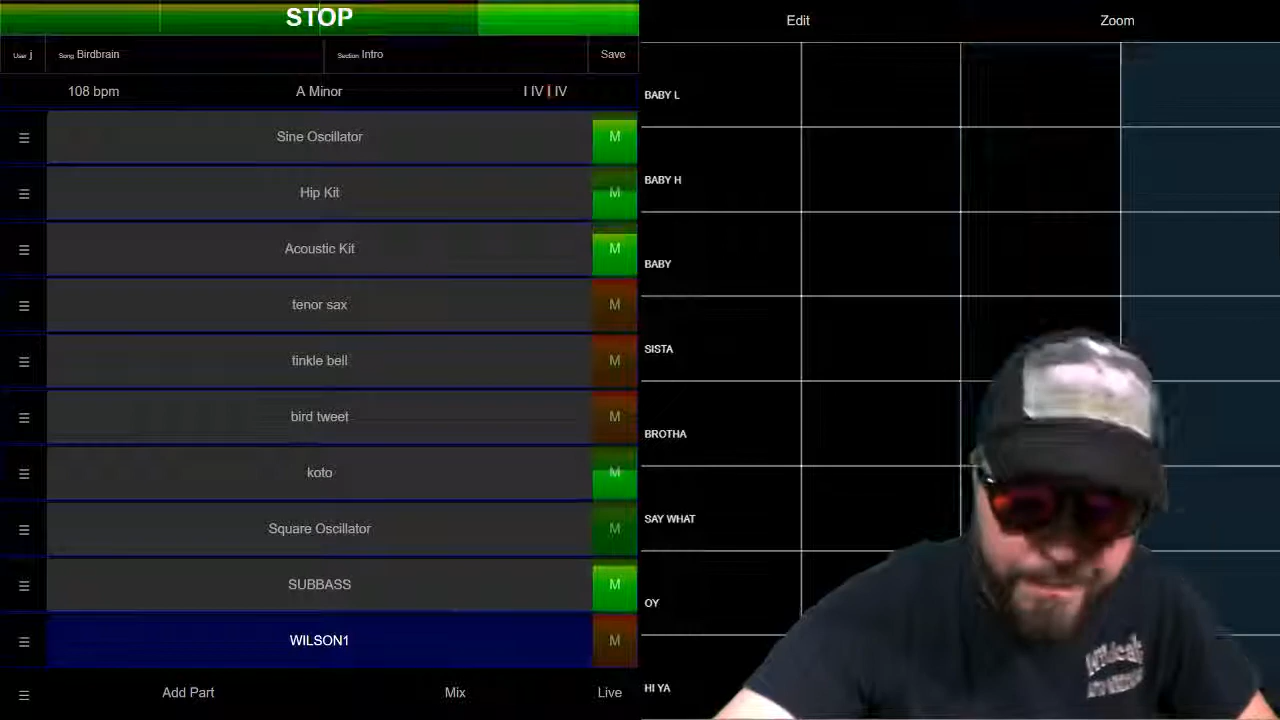 STOP
User j Song Birdbrain Section Intro Save
108 bpm A Minor I IV I IV
Sine Oscillator M
Hip Kit M
Acoustic Kit M
tenor sax M
tinkle bell M
bird tweet M
koto M
Square Oscillator M
SUBBASS M
WILSON1 M
Add Part Mix Live
Edit Zoom
BABY L
BABY H
BABY
SISTA
BROTHA
SAY WHAT
OY
HI YA
Wildcat